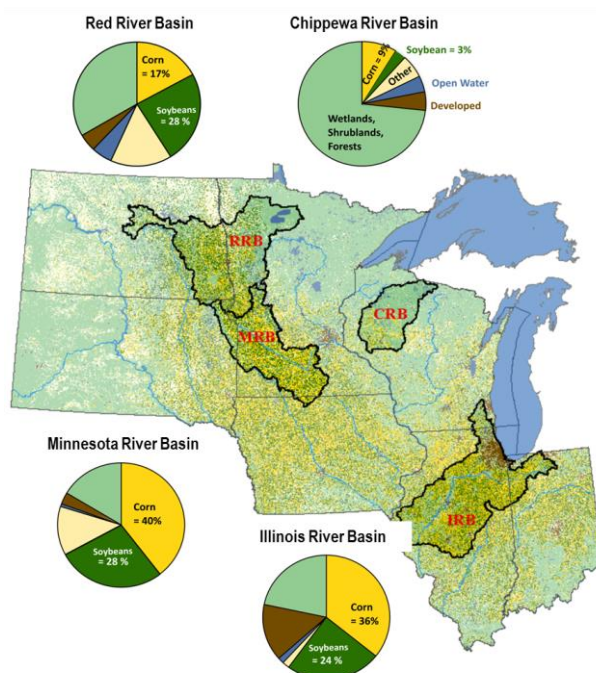 Red River Basin
Corn
= 17%
Soybeans
= 28 %
Chippewa River Basin
Corn = 9%
Soybean = 3%
Other
Open Water
Developed
Wetlands,
Shrublands,
Forests
RRB
CRB
MRB
IRB
Minnesota River Basin
Corn
= 40%
Soybeans
= 28 %
Illinois River Basin
Corn
= 36%
Soybeans
= 24 %